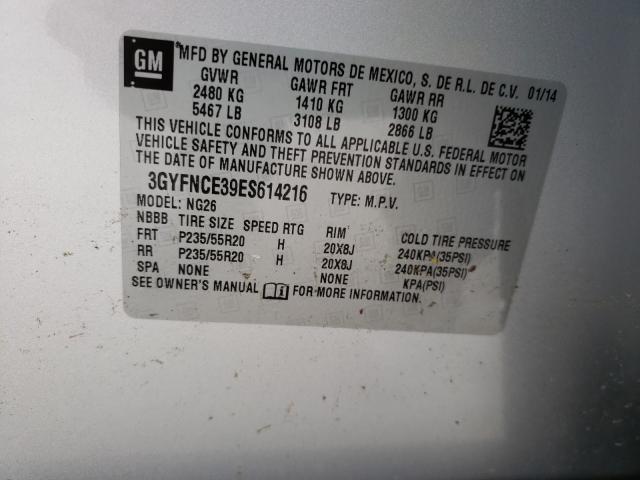 GM
MFD BY GENERAL MOTORS DE MEXICO, S. DE R.L. DE C.V. 01/14
GVWR GAWR FRT GAWR RR
2480 KG 1410 KG 1300 KG
5467 LB 3108 LB 2866 LB
THIS VEHICLE CONFORMS TO ALL APPLICABLE U.S. FEDERAL MOTOR
VEHICLE SAFETY AND THEFT PREVENTION STANDARDS IN EFFECT ON
THE DATE OF MANUFACTURE SHOWN ABOVE.
3GYFNCE39ES614216 TYPE: M.P.V.
MODEL: NG26
NBBB TIRE SIZE SPEED RTG RIM COLD TIRE PRESSURE
FRT P235/55R20 H 20X8J 240KPA(35PSI)
RR P235/55R20 H 20X8J 240KPA(35PSI)
SPA NONE NONE KPA(PSI)
SEE OWNER'S MANUAL FOR MORE INFORMATION.